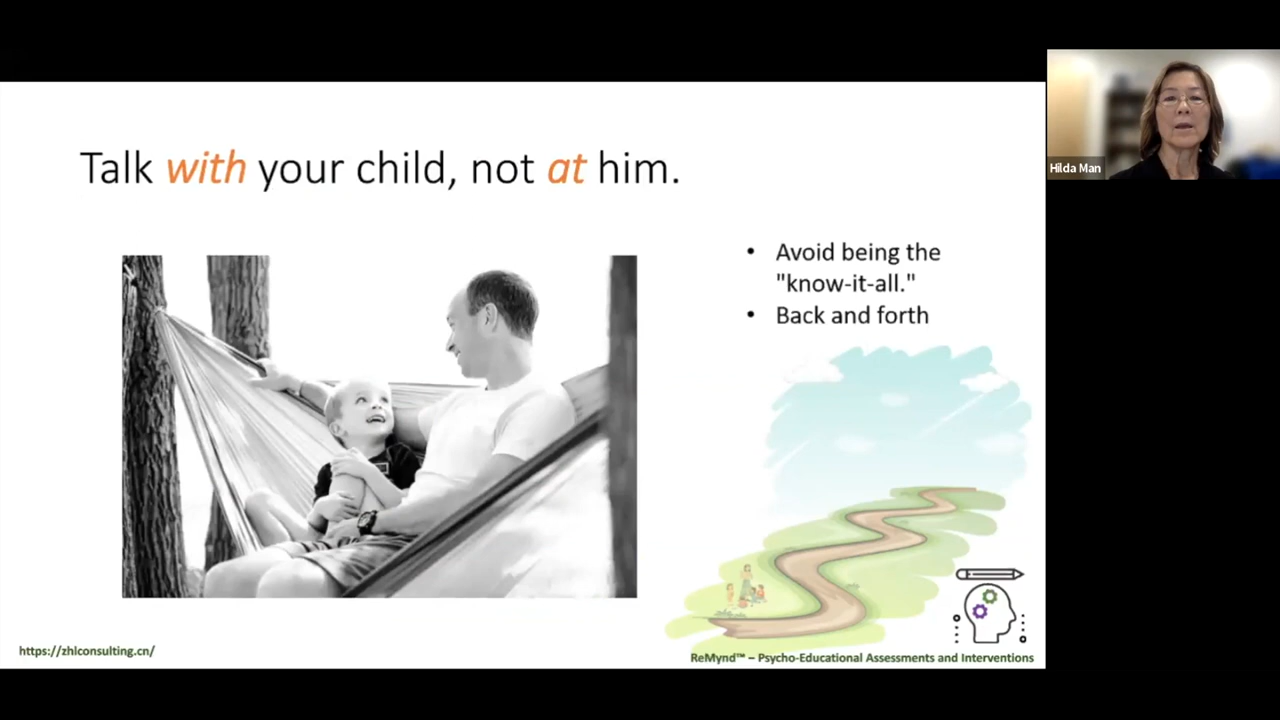 Talk with your child, not at him.
Hilda Man
• Avoid being the
"know-it-all."
• Back and forth
https://zhlconsulting.cn/
ReMynd™ – Psycho-Educational Assessments and Interventions